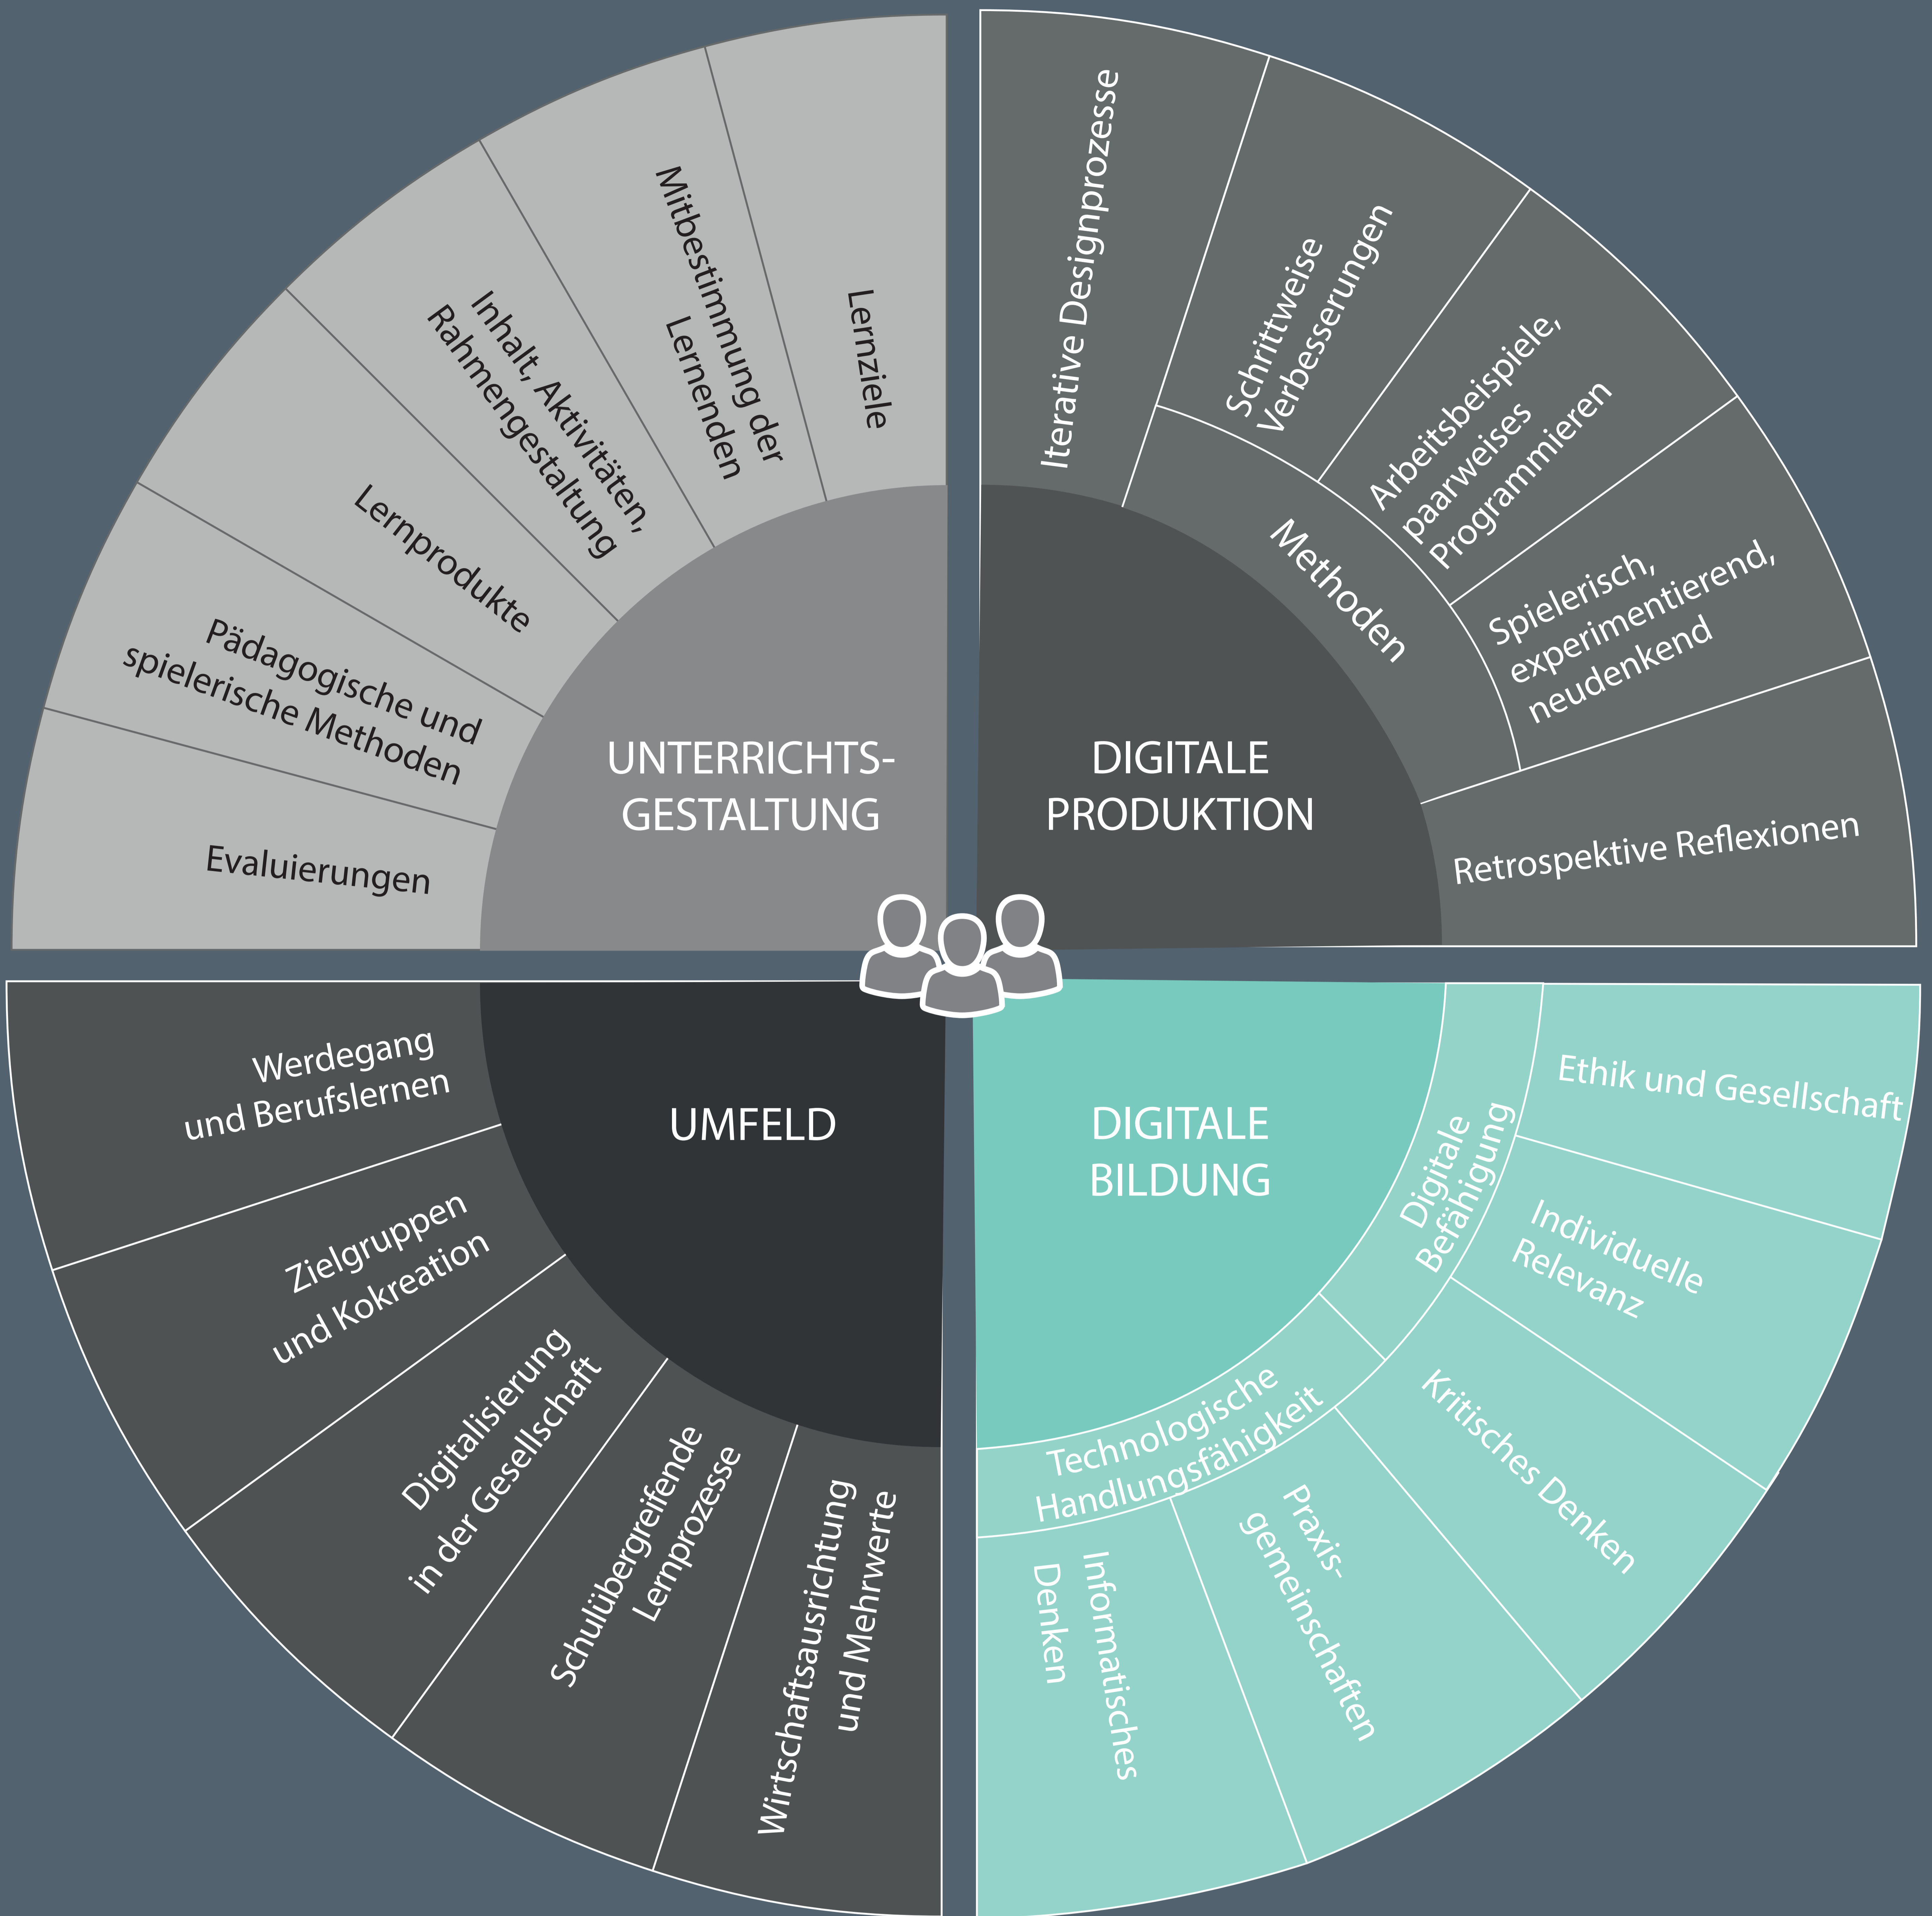 UNTERRICHTS-
GESTALTUNG
Lernziele
Mitbestimmung der
Lernenden
Inhalt, Aktivitäten,
Rahmengestaltung
Lernprodukte
Pädagogische und
spielerische Methoden
Evaluierungen
DIGITALE
PRODUKTION
Iterative Designprozesse
Methoden
Schrittweise
Verbesserungen
Arbeitsbeispiele,
paarweises
Programmieren
Spielerisch,
experimentierend,
neudenkend
Retrospektive Reflexionen
UMFELD
Werdegang
und Berufslernen
Zielgruppen
und Kokreation
Digitalisierung
in der Gesellschaft
Schulübergreifende
Lernprozesse
Wirtschaftsausrichtung
und Mehrwerte
DIGITALE
BILDUNG
Digitale
Befähigung
Ethik und Gesellschaft
Individuelle
Relevanz
Kritisches Denken
Technologische
Handlungsfähigkeit
Praxis-
gemeinschaften
Informatisches
Denken